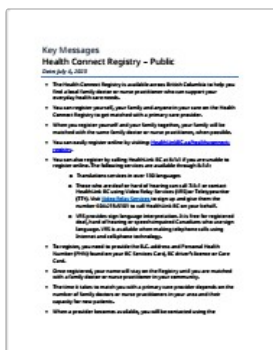 Key Messages
Health Connect Registry – Public
Date: July 6, 2023
• The Health Connect Registry is available across British Columbia to help you
find a local family doctor or nurse practitioner who can support your
everyday health care needs.
• You can register yourself, your family and anyone in your care on the Health
Connect Registry to get matched with a primary care provider.
• When you register yourself and your family together, your family will be
matched with the same family doctor or nurse practitioner, when possible.
• You can easily register online by visiting
• You can also register by calling HealthLink BC at 8-1-1 if you are unable to
register online. The following services are available through 8-1-1:
Translation services in over 130 languages
Those who are deaf or hard of hearing can call 7-1-1 or contact
HealthLink BC using Video Relay Services (VRS) or Teletypewriter
(TTY). Visit Video Relay Services to sign up and give them the
number to call HealthLink BC on your behalf.
VRS provides sign language interpretation. It is free for registered
deaf, hard of hearing or speech-impaired Canadians who use sign
language. VRS is available when making telephone calls using
internet and cellphone technology.
• To register, you need to provide the B.C. address and Personal Health
Number (PHN) found on your BC Services Card, BC driver's license or Care
Card.
• Once registered, your name will stay on the Registry until you are matched
with a family doctor or nurse practitioner in your community.
• The time it takes to match you with a primary care provider depends on the
number of family doctors or nurse practitioners in your area and their
capacity for new patients.
• When a provider becomes available, you will be contacted using the